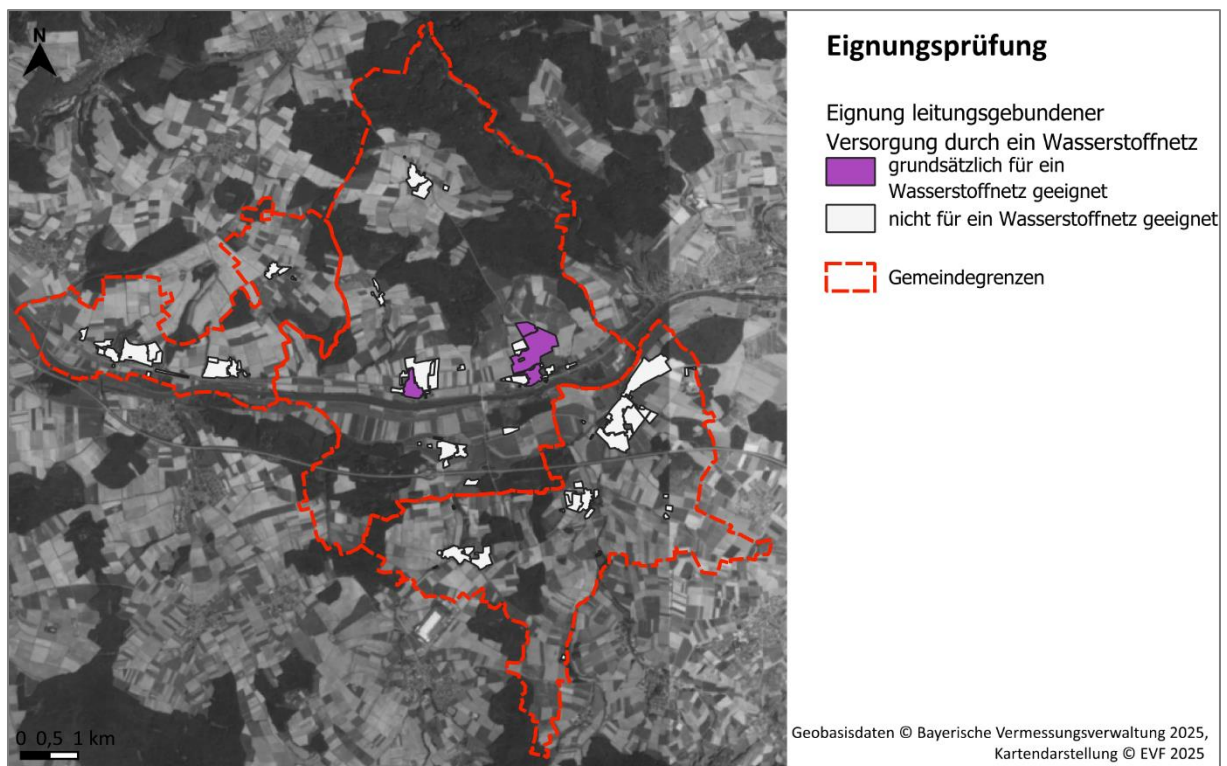 N
Eignungsprüfung
Eignung leitungsgebundener
Versorgung durch ein Wasserstoffnetz
grundsätzlich für ein
Wasserstoffnetz geeignet
nicht für ein Wasserstoffnetz geeignet
Gemeindegrenzen
0 0,5 1 km
Geobasisdaten © Bayerische Vermessungsverwaltung 2025,
Kartendarstellung © EVF 2025